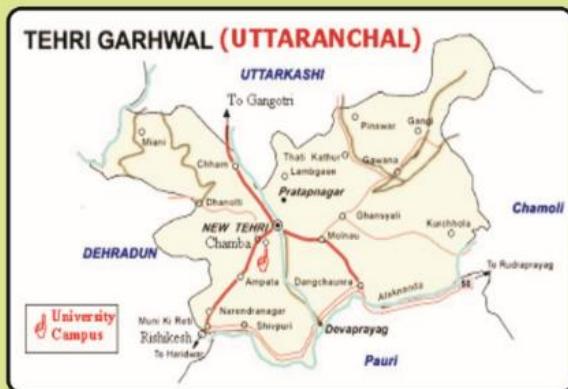 TEHRI GARHWAL (UTTARANCHAL)
UTTARKASHI
To Gangotri
Miani
Pinswar
Gangi
Chham
Thati Kathur
Lambgaon
Gawana
Dhanolti
Pratapnagar
Ghansyali
Chamoli
NEW TEHRI
Chamba
Molnau
Kurchhola
DEHRADUN
To Rudraprayag
Ampata
Dangchaunra
Alaknanda
58
University
Campus
Narendranagar
Muni Ki Reti
Shivpuri
Devaprayag
Rishikesh
To Haridwar
Pauri